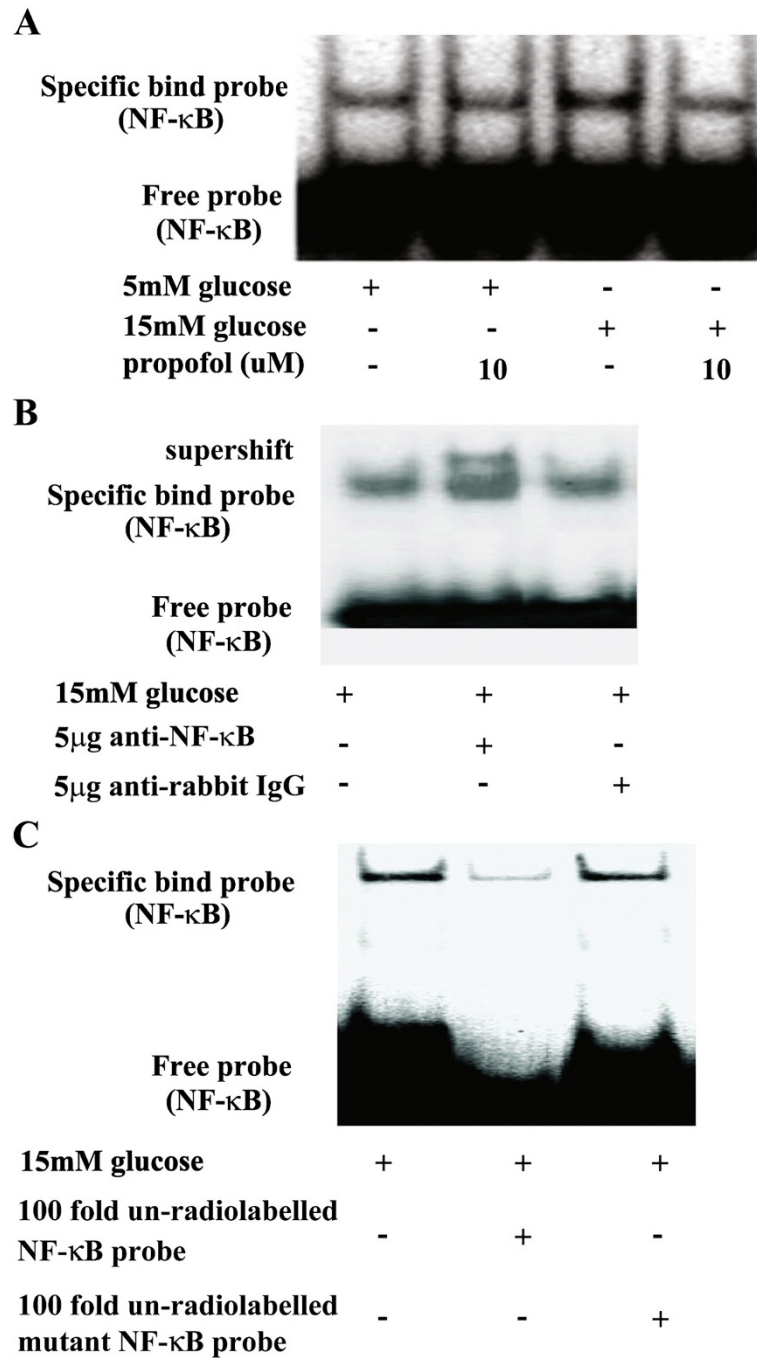 A
Specific bind probe
(NF-κB)
Free probe
(NF-κB)
5mM glucose + + - -
15mM glucose - - + +
propofol (uM) - 10 - 10
B
supershift
Specific bind probe
(NF-κB)
Free probe
(NF-κB)
15mM glucose + + +
5μg anti-NF-κB - + -
5μg anti-rabbit IgG - - +
C
Specific bind probe
(NF-κB)
Free probe
(NF-κB)
15mM glucose + + +
100 fold un-radiolabelled
NF-κB probe - + -
100 fold un-radiolabelled
mutant NF-κB probe - - +